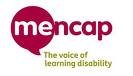 mencap
The voice of
learning disability